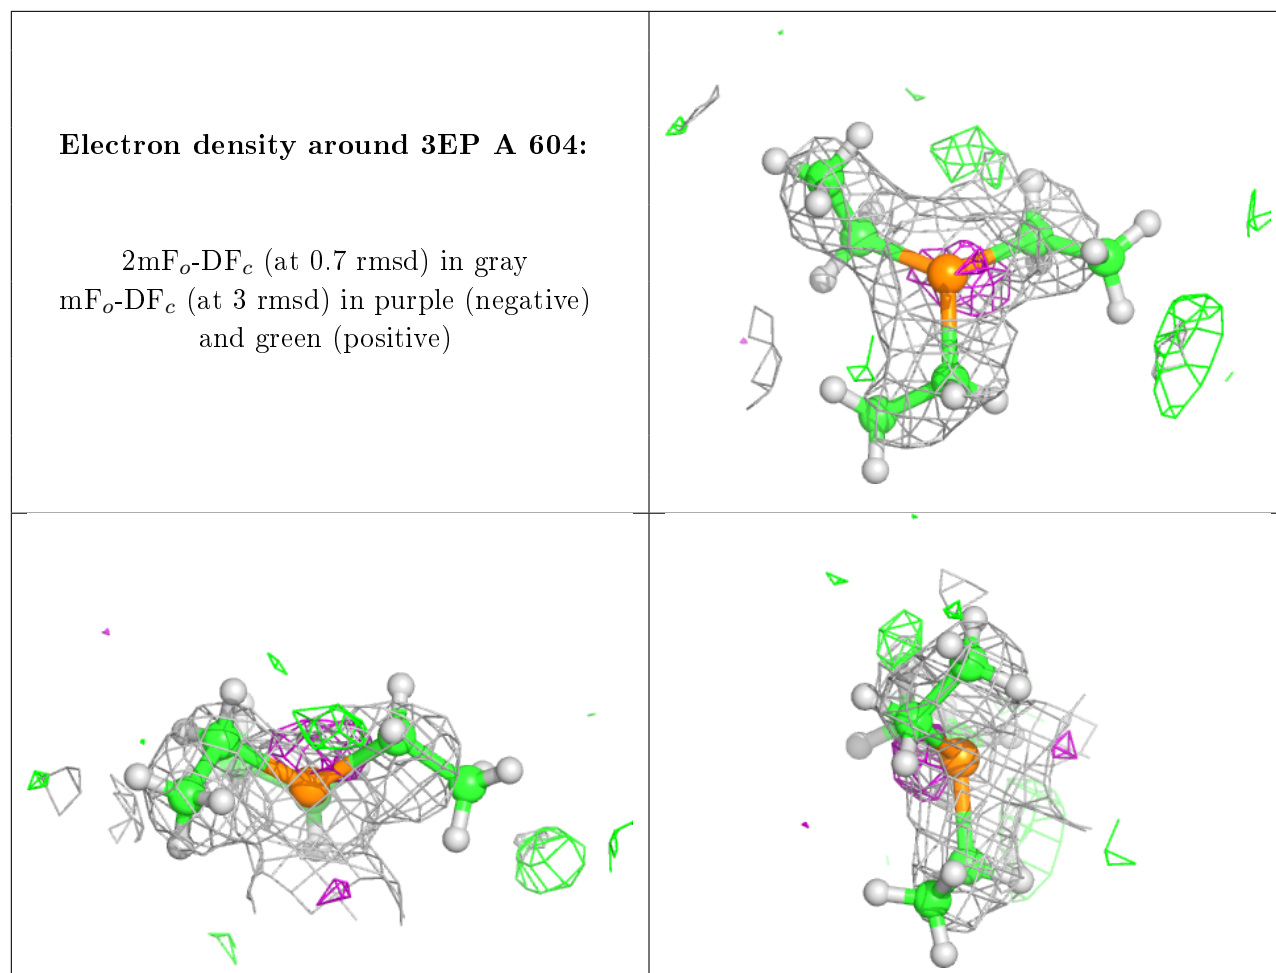 Electron density around 3EP A 604:
2mFₒ-DF𝒸 (at 0.7 rmsd) in gray
mFₒ-DF𝒸 (at 3 rmsd) in purple (negative)
and green (positive)